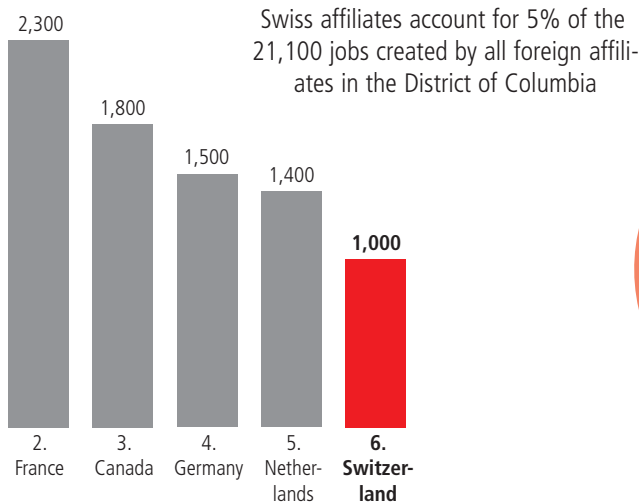 Swiss affiliates account for 5% of the
21,100 jobs created by all foreign affili-
ates in the District of Columbia
2,300
1,800
1,500
1,400
1,000
2.
France
3.
Canada
4.
Germany
5.
Nether-
lands
6.
Switzer-
land